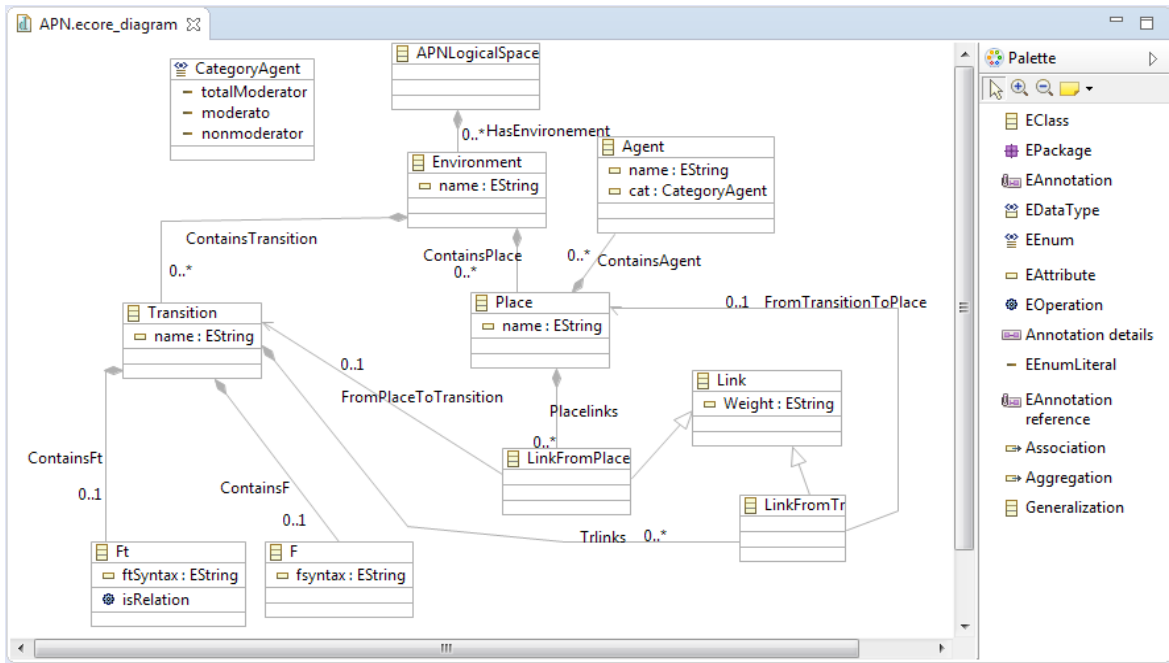 APN.ecore_diagram
CategoryAgent
totalModerator
moderato
nonmoderator
APNLogicalSpace
0..* HasEnvironement
Environment
name : EString
Agent
name : EString
cat : CategoryAgent
ContainsTransition
0..*
ContainsPlace
0..*
0..* ContainsAgent
Transition
name : EString
Place
name : EString
0..1 FromTransitionToPlace
0..1
FromPlaceToTransition
Link
Weight : EString
Placelinks
0..*
LinkFromPlace
LinkFromTr
Trlinks 0..*
ContainsFt
0..1
ContainsF
0..1
Ft
ftSyntax : EString
isRelation
F
fsyntax : EString
Palette
EClass
EPackage
EAnnotation
EDataType
EEnum
EAttribute
EOperation
Annotation details
EEnumLiteral
EAnnotation
reference
Association
Aggregation
Generalization